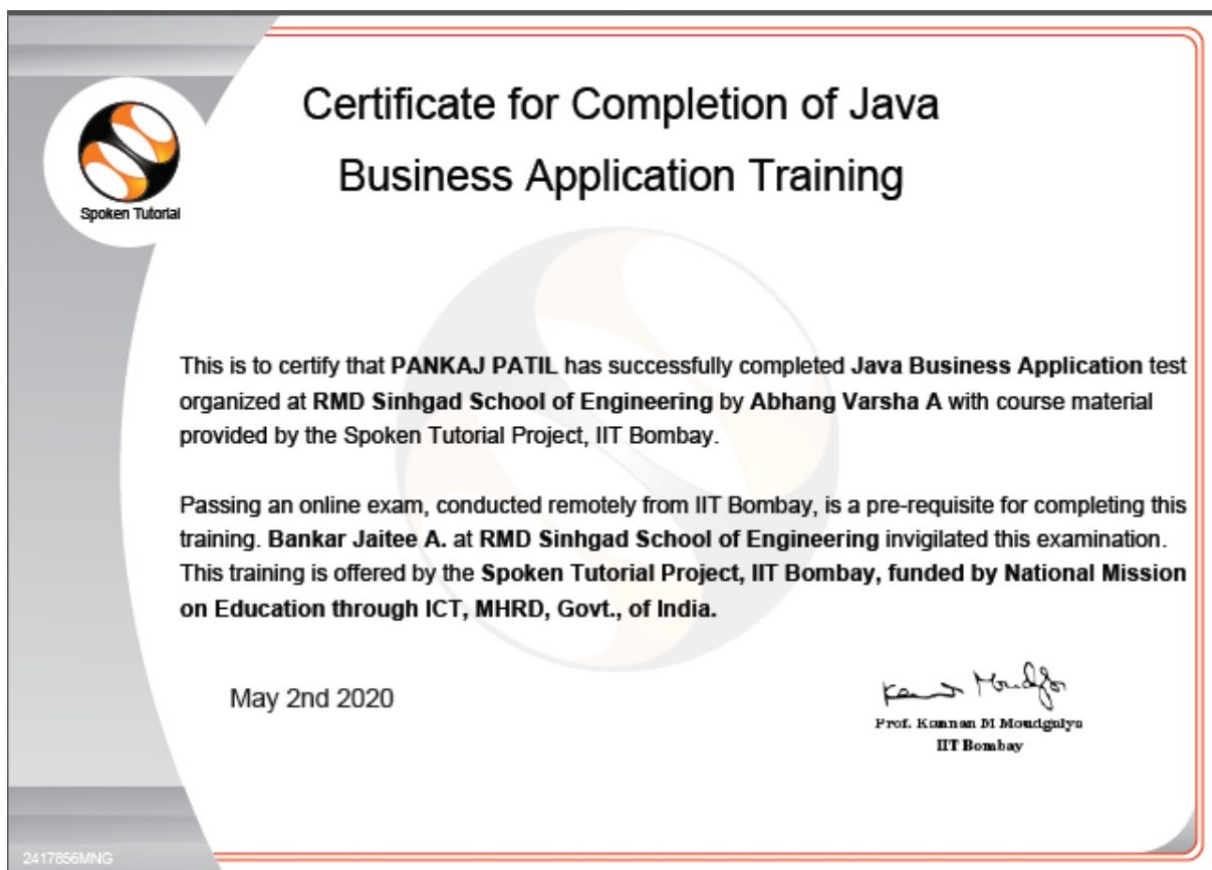 Certificate for Completion of Java
Business Application Training
Spoken Tutorial
This is to certify that PANKAJ PATIL has successfully completed Java Business Application test
organized at RMD Sinhgad School of Engineering by Abhang Varsha A with course material
provided by the Spoken Tutorial Project, IIT Bombay.
Passing an online exam, conducted remotely from IIT Bombay, is a pre-requisite for completing this
training. Bankar Jaitee A. at RMD Sinhgad School of Engineering invigilated this examination.
This training is offered by the Spoken Tutorial Project, IIT Bombay, funded by National Mission
on Education through ICT, MHRD, Govt., of India.
May 2nd 2020
Prof. Kannan M Moudgalya
IIT Bombay
2417856MNG